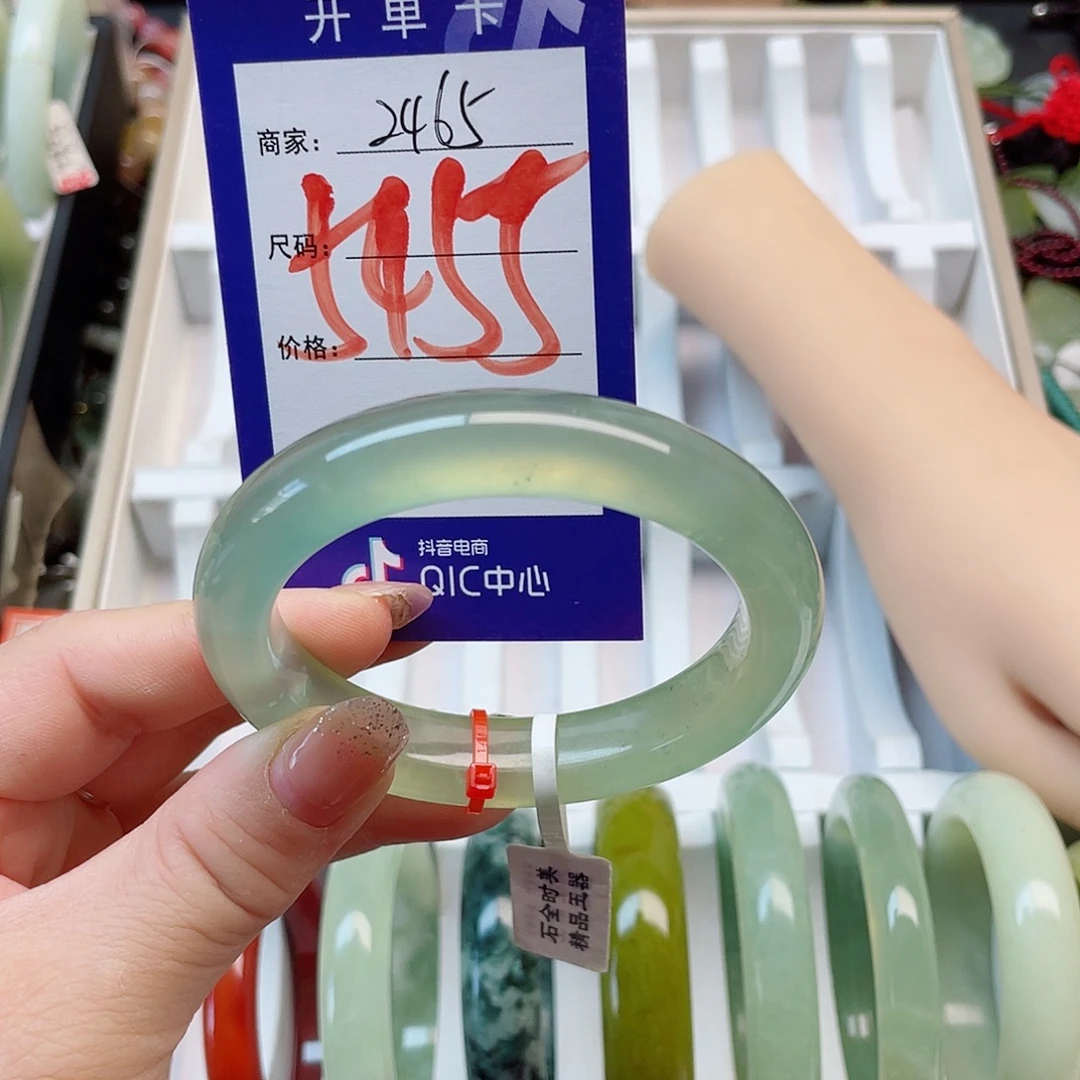 开单卡
商家: 2465
尺码:
价格:
抖音电商
QIC中心
石全时美
精品玉器